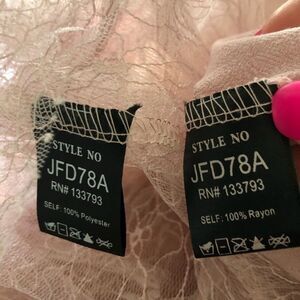 STYLE NO
JFD78A
RN# 133793
SELF: 100% Polyester
STYLE NO
JFD78A
RN# 133793
SELF: 100% Rayon